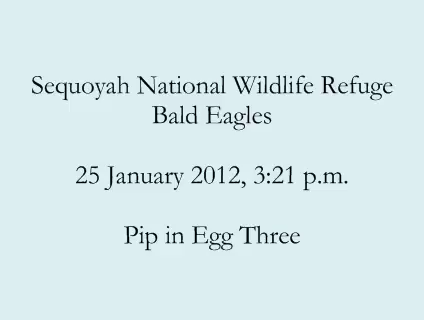 Sequoyah National Wildlife Refuge
Bald Eagles
25 January 2012, 3:21 p.m.
Pip in Egg Three